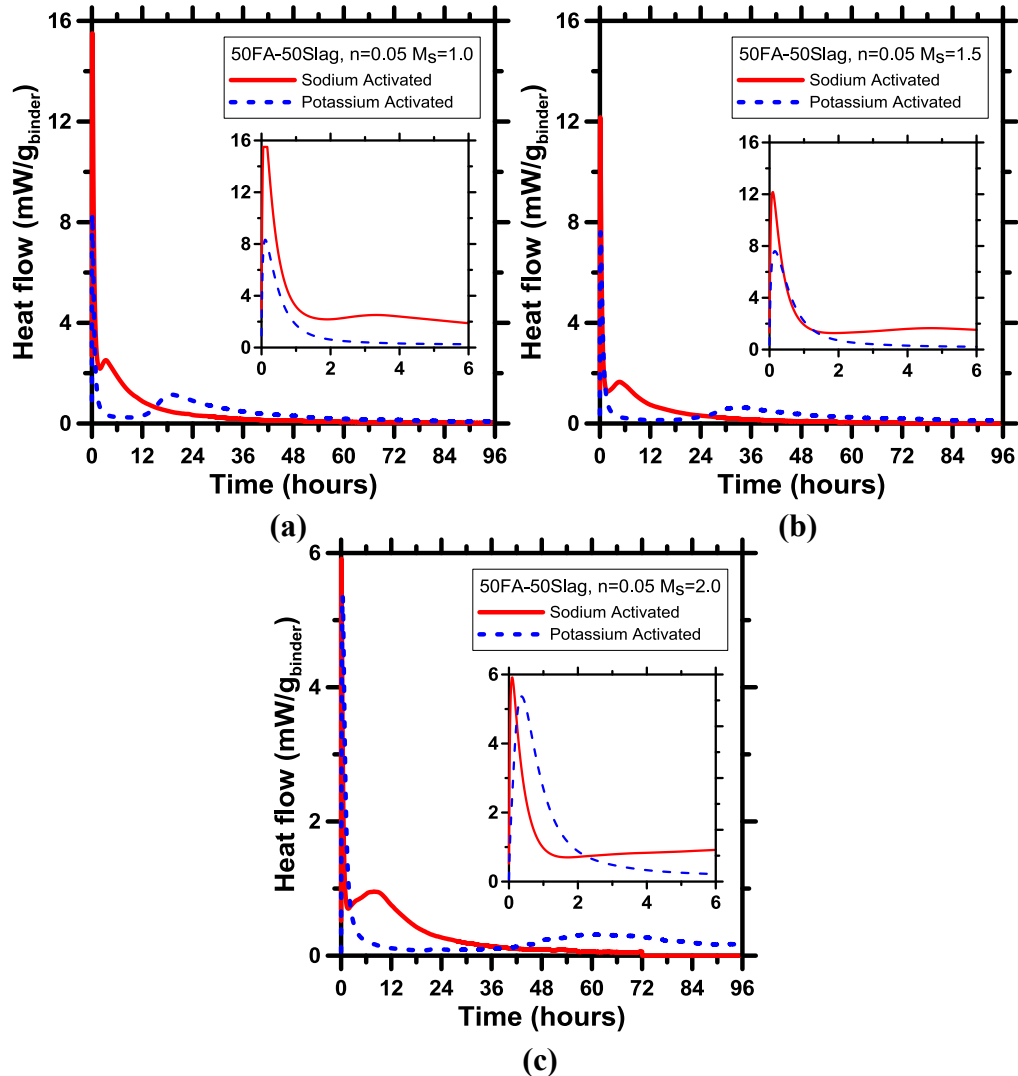 50FA-50Slag, n=0.05 Ms=1.0
Sodium Activated
Potassium Activated
Heat flow (mW/gbinder)
16
12
8
4
0
16
12
8
4
0
0 2 4 6
0 12 24 36 48 60 72 84 96
Time (hours)
(a)
50FA-50Slag, n=0.05 Ms=1.5
Sodium Activated
Potassium Activated
Heat flow (mW/gbinder)
16
12
8
4
0
16
12
8
4
0
0 2 4 6
0 12 24 36 48 60 72 84 96
Time (hours)
(b)
50FA-50Slag, n=0.05 Ms=2.0
Sodium Activated
Potassium Activated
Heat flow (mW/gbinder)
6
4
2
0
6
4
2
0
0 2 4 6
0 12 24 36 48 60 72 84 96
Time (hours)
(c)